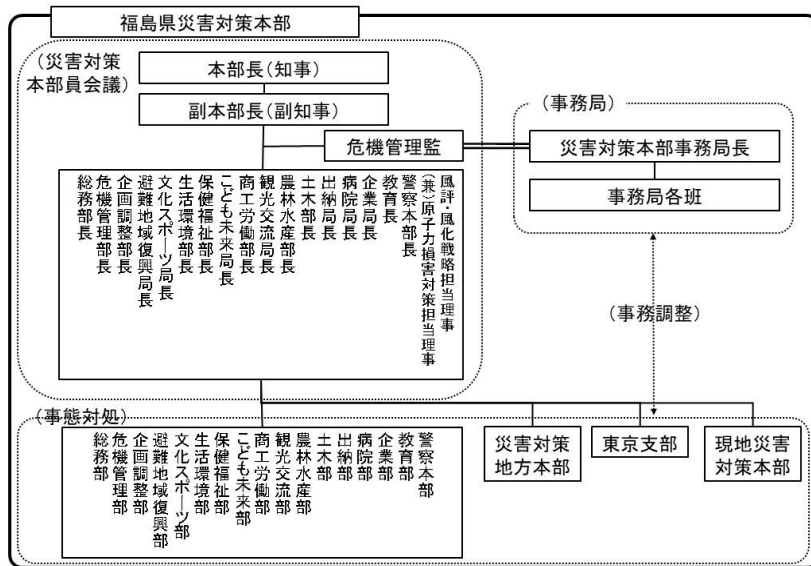 福島県災害対策本部
(災害対策
本部員会議)
本部長(知事)
副本部長(副知事)
危機管理監
(事務局)
災害対策本部事務局長
事務局各班
総務部長
危機管理部長
企画調整部長
避難地域復興局長
文化スポーツ局長
生活環境部長
保健福祉部長
こども未来局長
商工労働部長
観光交流局長
農林水産部長
土木部長
出納局長
病院局長
企業局長
教育長
警察本部長
(兼)原子力損害対策担当理事
風評・風化戦略担当理事
(事務調整)
(事態対処)
総務部
危機管理部
企画調整部
避難地域復興部
文化スポーツ部
生活環境部
保健福祉部
こども未来部
商工労働部
観光交流部
農林水産部
土木部
出納部
病院部
企業部
教育部
警察本部
災害対策
地方本部
東京支部
現地災害
対策本部